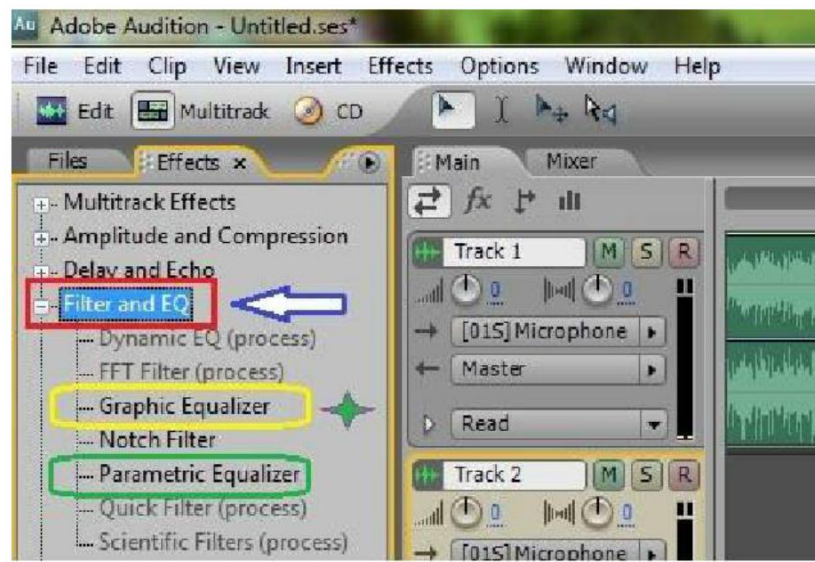 Au Adobe Audition - Untitled.ses*
File Edit Clip View Insert Effects Options Window Help
Edit Multitrack CD
Files Effects x Main Mixer
Multitrack Effects
Amplitude and Compression
Delay and Echo
Filter and EQ
Dynamic EQ (process)
FFT Filter (process)
Graphic Equalizer
Notch Filter
Parametric Equalizer
Quick Filter (process)
Scientific Filters (process)
fx
Track 1 M S R
0 0
[01S] Microphone
Master
Read
Track 2 M S R
0 0
[01S] Microphone